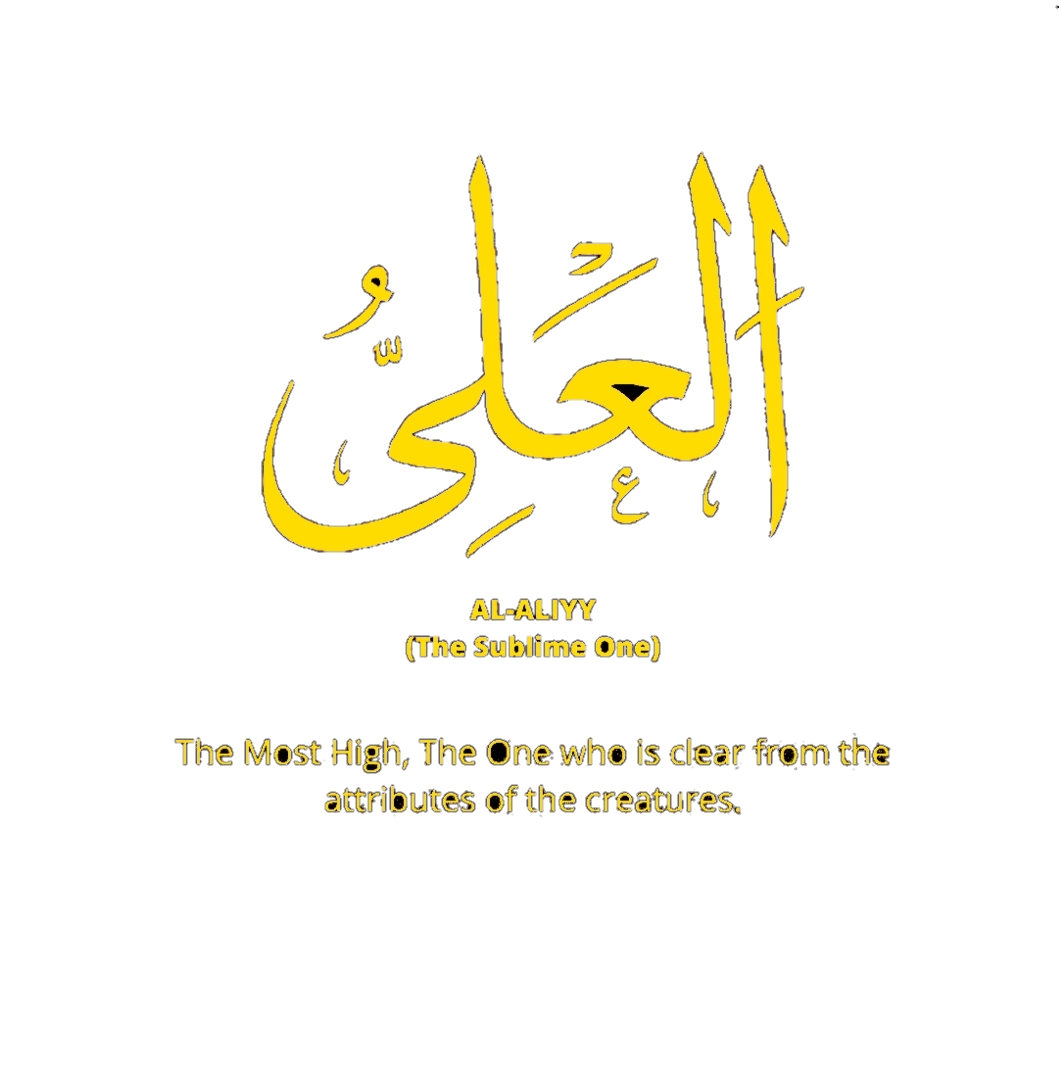 الْعَلِيُّ
AL-ALIYY
(The Sublime One)
The Most High, The One who is clear from the
attributes of the creatures.